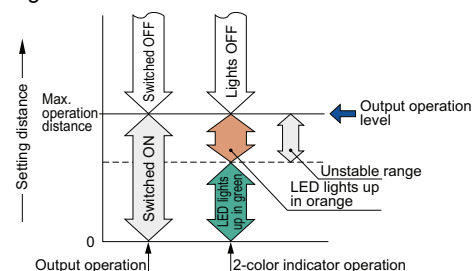 Switched OFF
Lights OFF
Setting distance
Max.
operation
distance
Output operation
level
Switched ON
LED lights
up in green
Unstable range
LED lights up
in orange
0
Output operation
2-color indicator operation